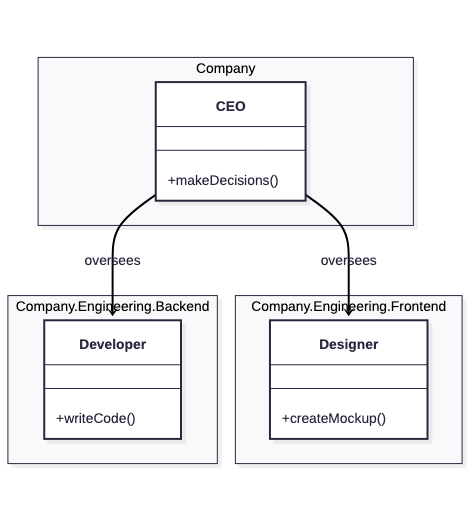 Company
CEO
+makeDecisions()
oversees
oversees
Company.Engineering.Backend
Developer
+writeCode()
Company.Engineering.Frontend
Designer
+createMockup()